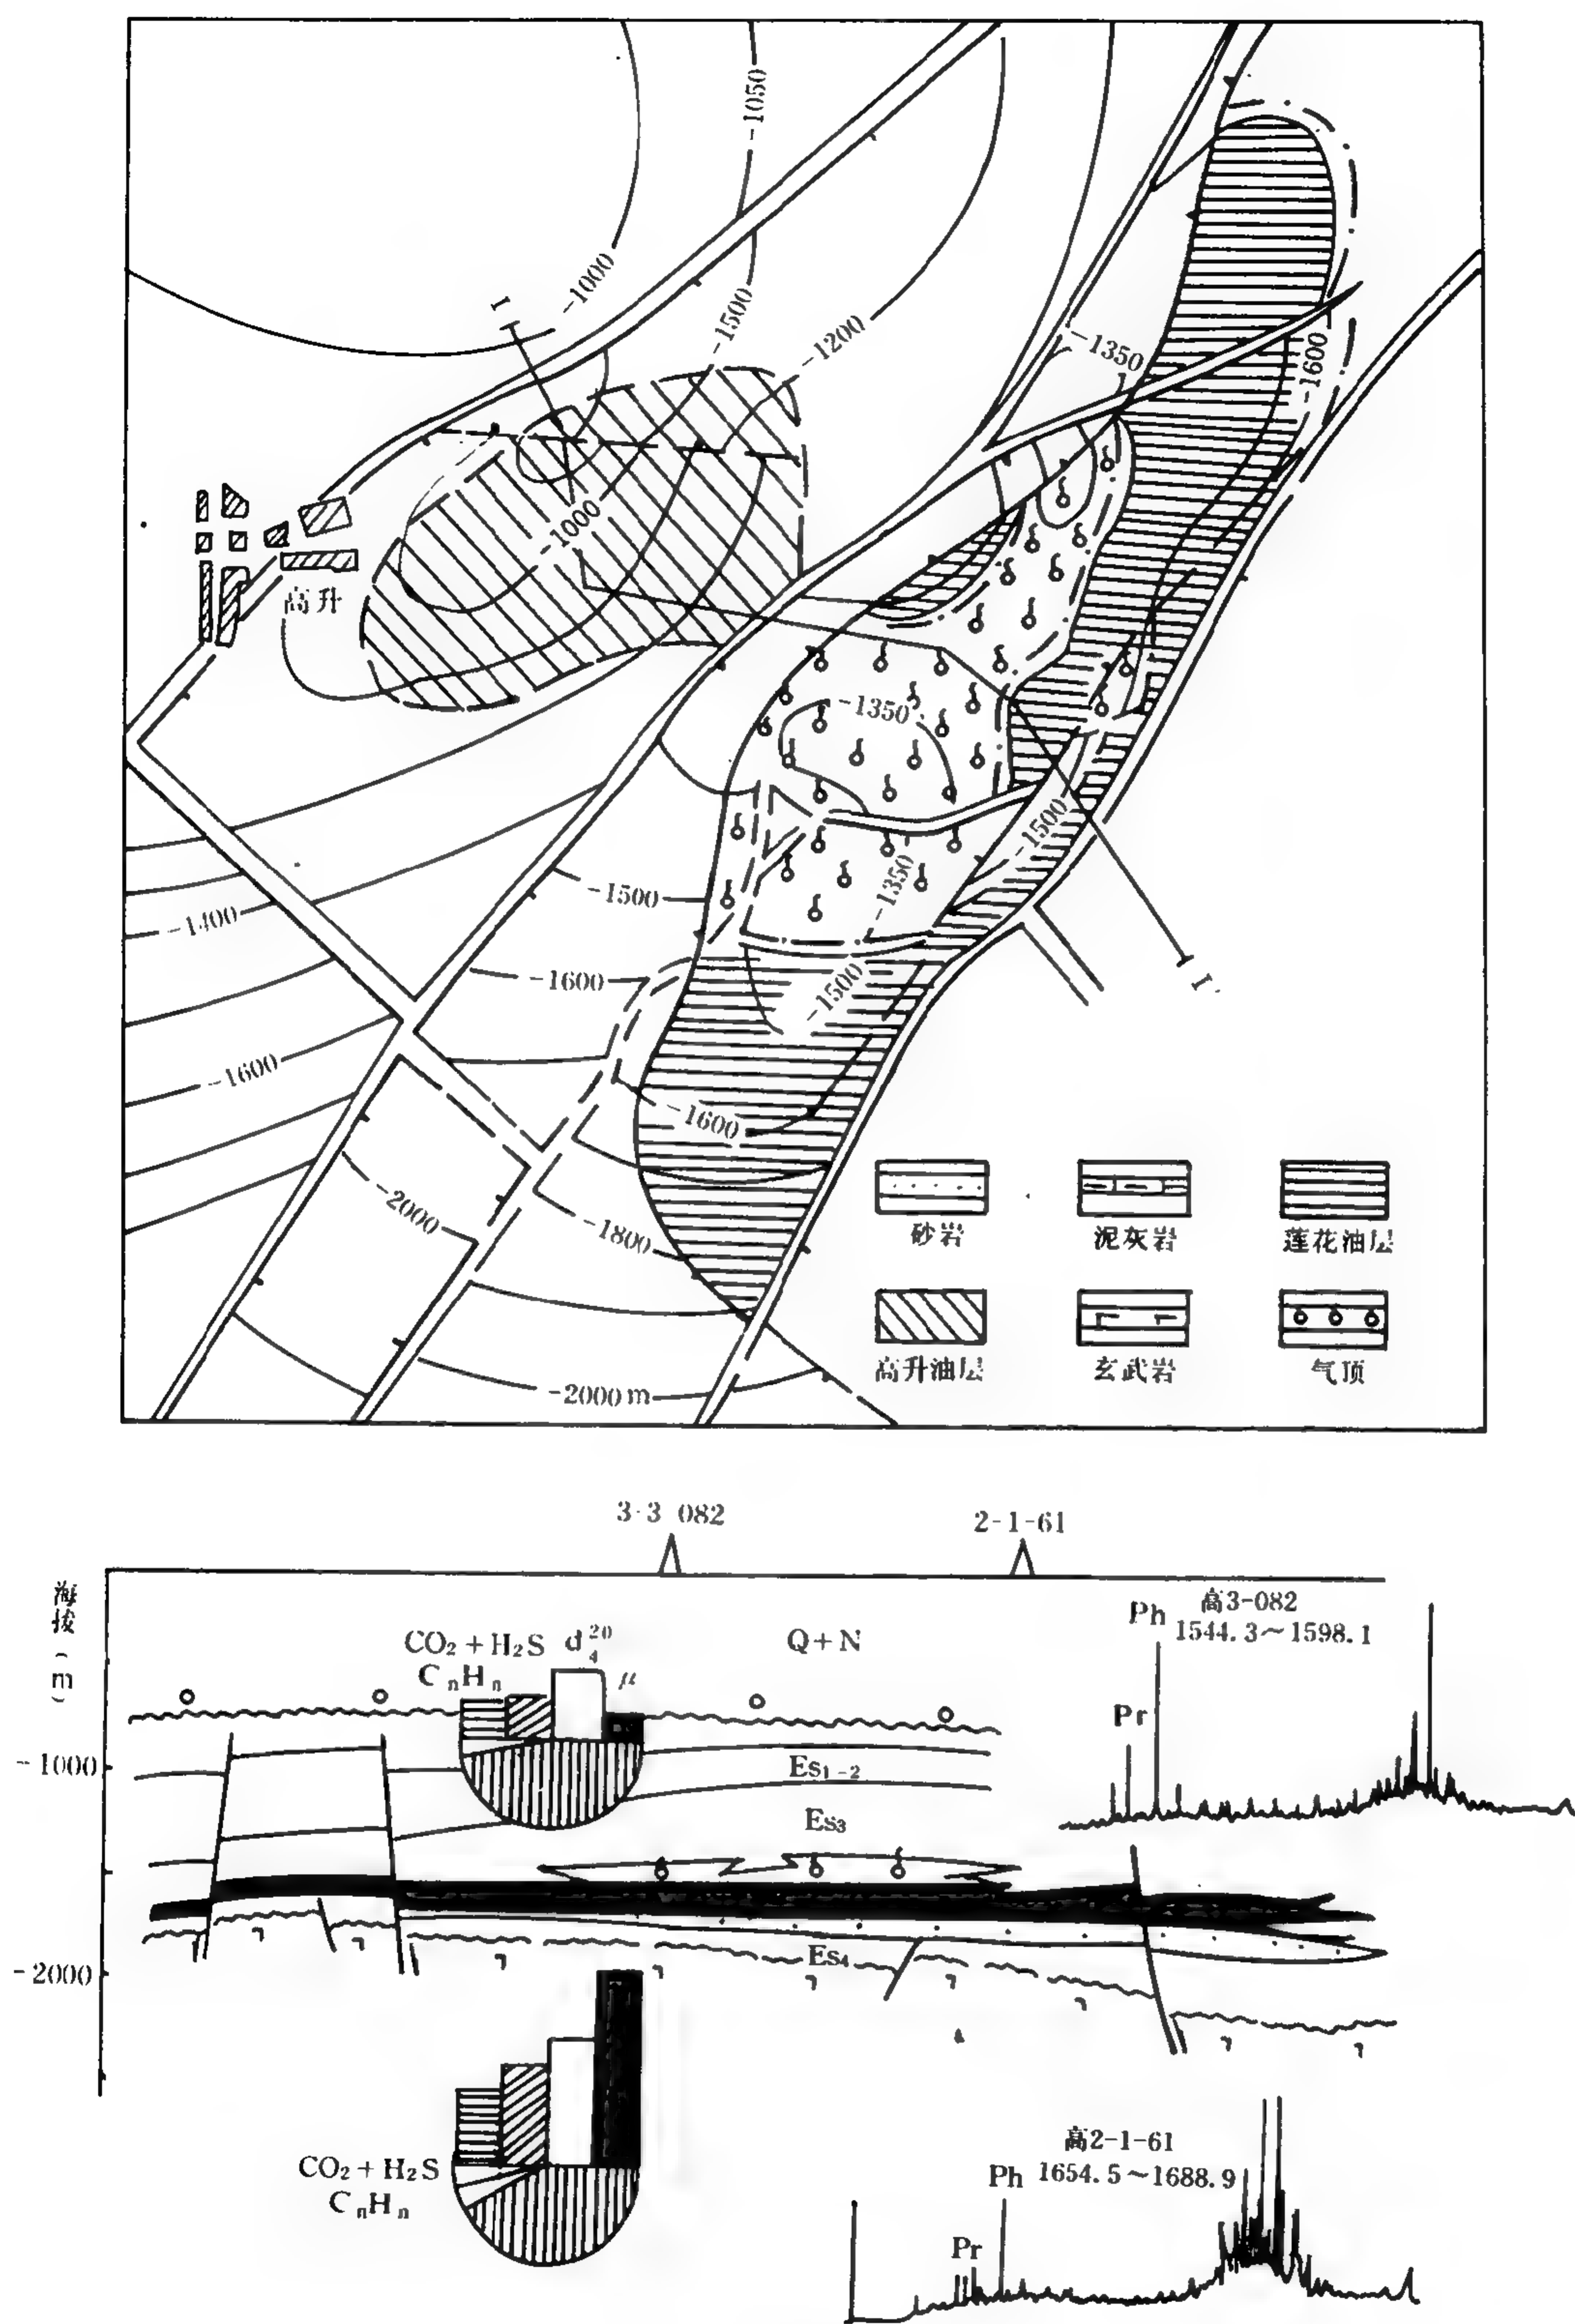 -1050
-1000
I
-1500
-1200
-1350
-1600
-1000
高升
-1350
-1500
-1350
-1500
-1400
I'
-1600
-1500
-1600
-1600
-2000
-1800
-2000m
砂岩
泥灰岩
莲花油层
高升油层
玄武岩
气顶
3-3 082
2-1-61
海拔(m)
CO₂+H₂S
CₙHₙ
d₄²⁰
μ
Q+N
Ph
高3-082
1544.3~1598.1
Pr
-1000
Es₁₋₂
Es₃
-2000
Es₄
高2-1-61
Ph 1654.5~1688.9
CO₂+H₂S
CₙHₙ
Pr